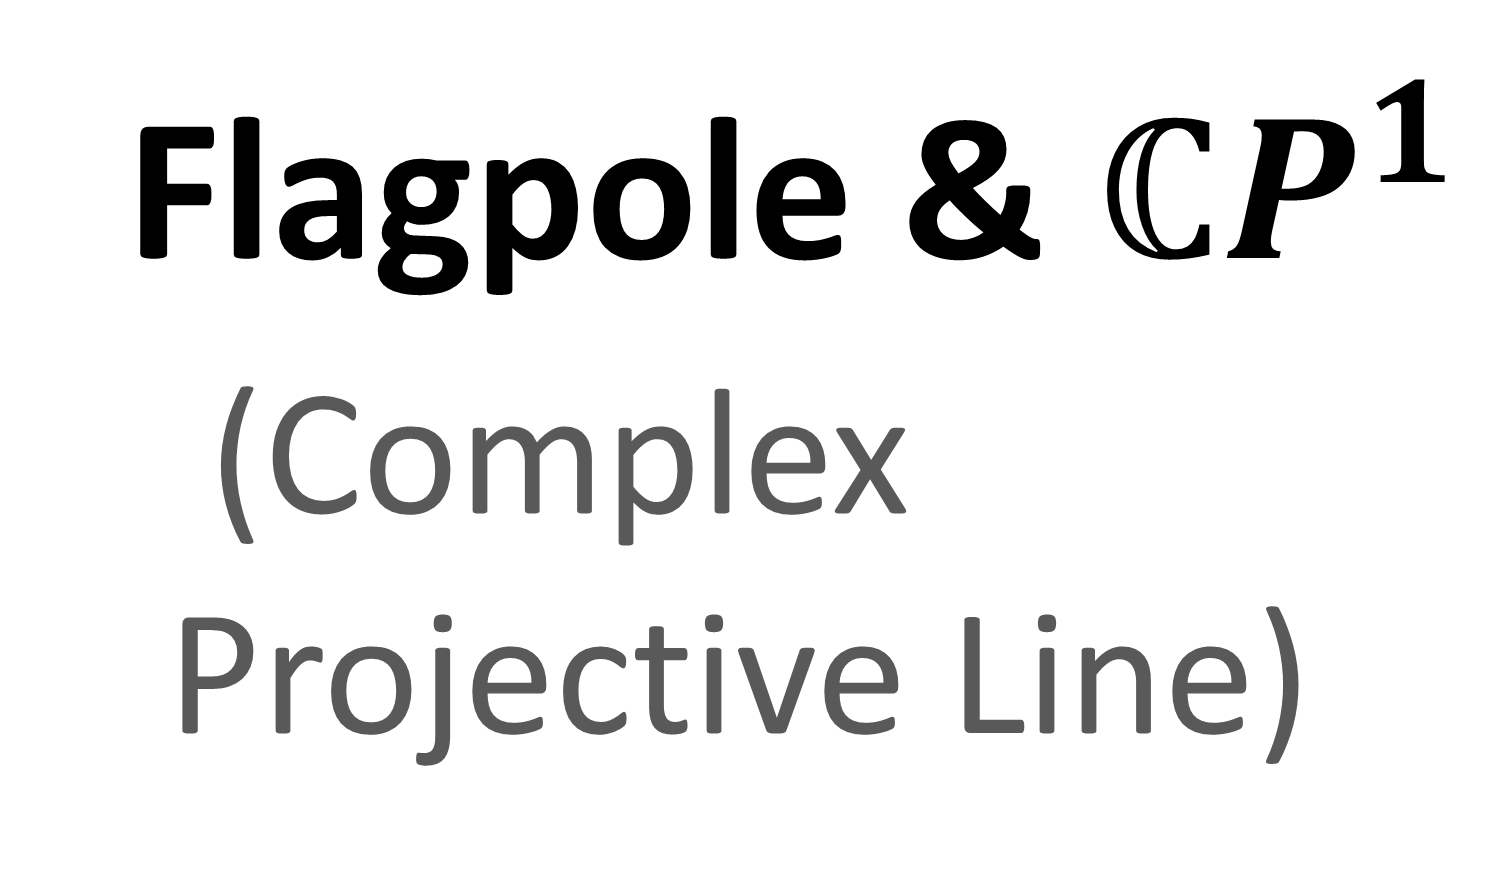 Flagpole & ℂP¹
(Complex
Projective Line)